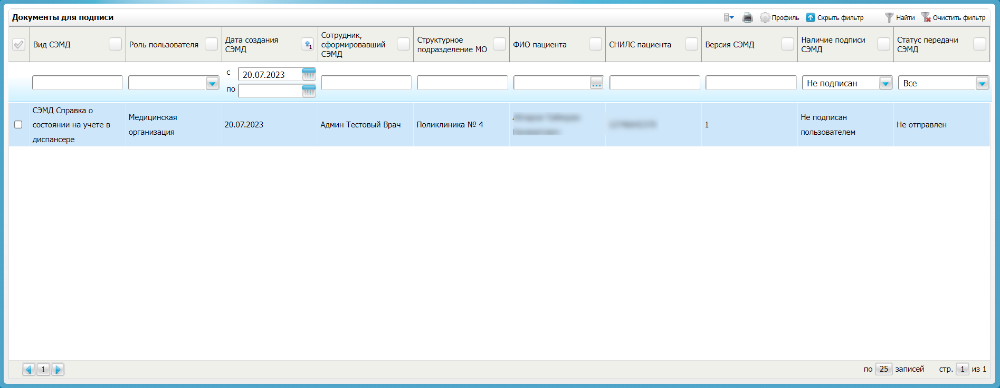 Документы для подписи
Профиль
Скрыть фильтр
Найти
Очистить фильтр
Вид СЭМД
Роль пользователя
Дата создания
СЭМД
1
Сотрудник,
сформировавший
СЭМД
Структурное
подразделение МО
ФИО пациента
СНИЛС пациента
Версия СЭМД
Наличие подписи
СЭМД
Статус передачи
СЭМД
с
20.07.2023
по
...
Не подписан
Все
СЭМД Справка о
состоянии на учете в
диспансере
Медицинская
организация
20.07.2023
Админ Тестовый Врач
Поликлиника № 4
1
Не подписан
пользователем
Не отправлен
1
по 25 записей
стр. 1 из 1